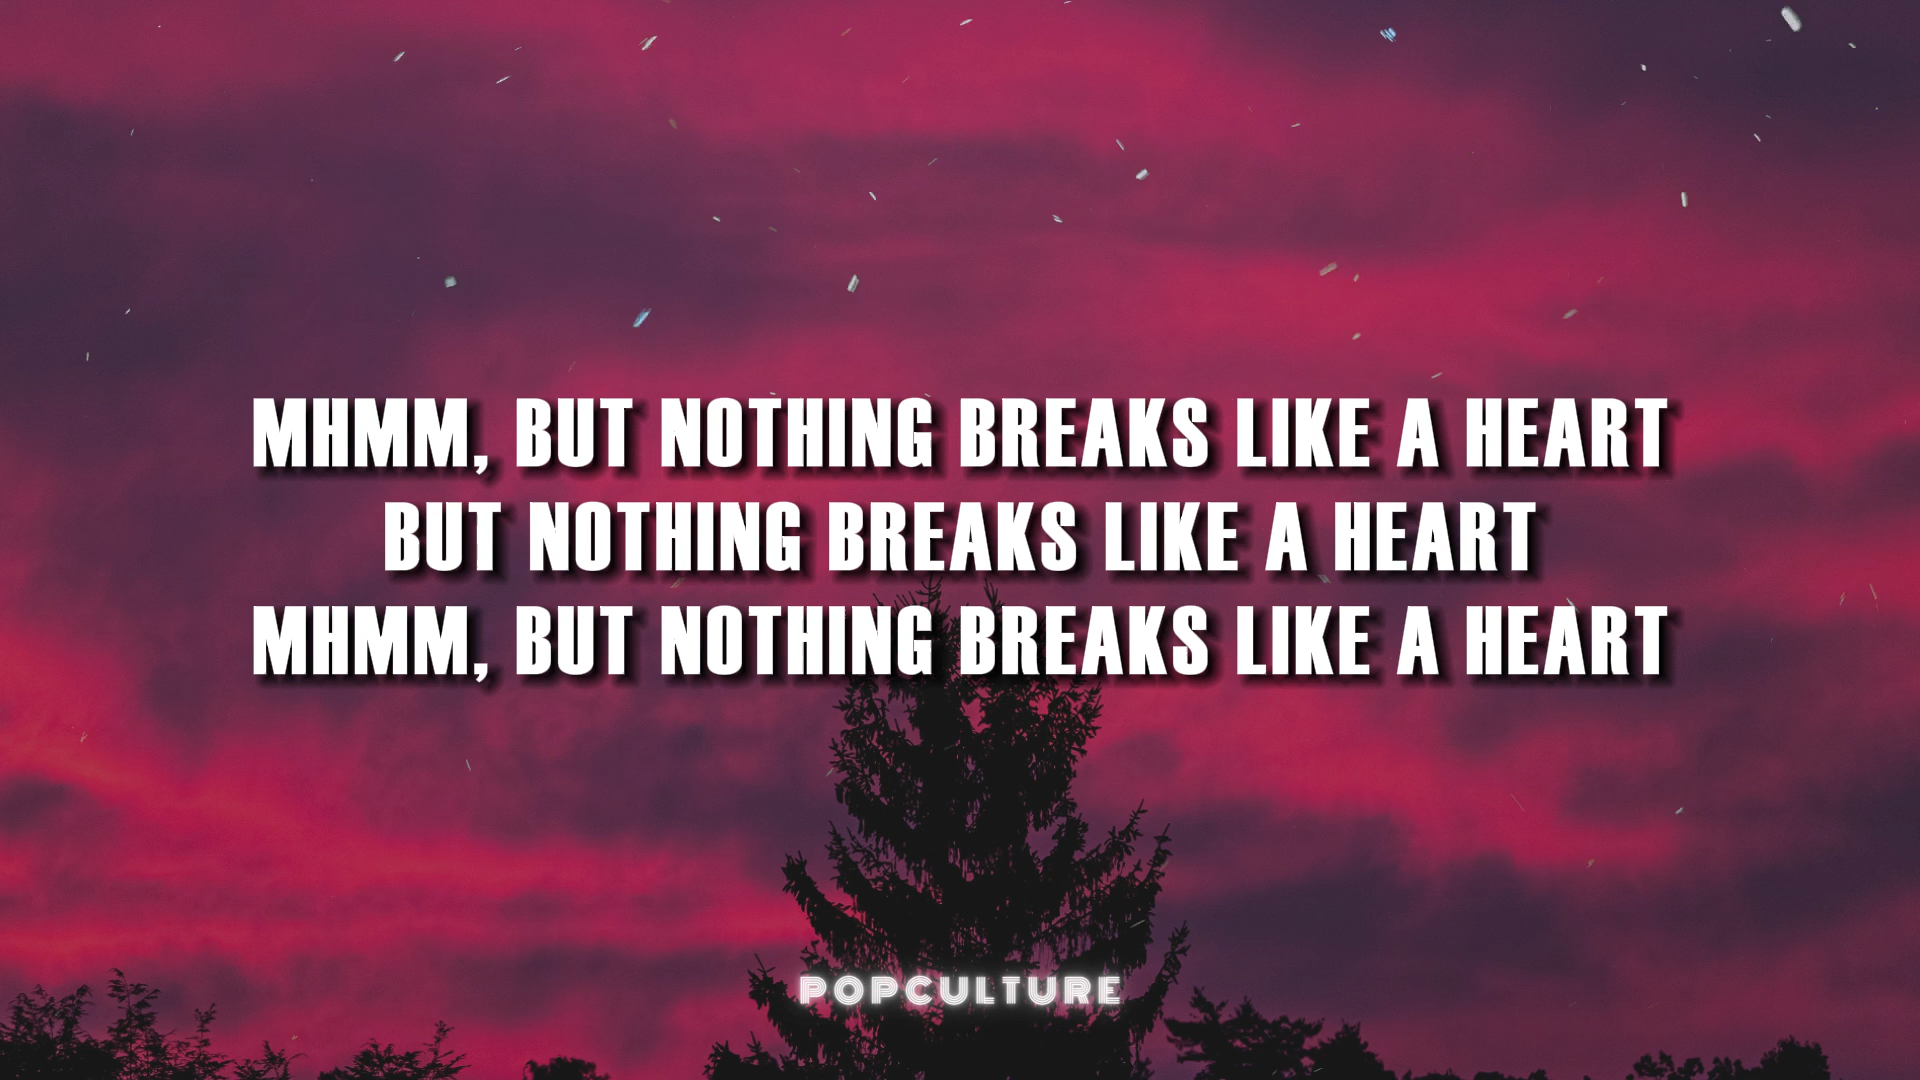 MHMM, BUT NOTHING BREAKS LIKE A HEART
BUT NOTHING BREAKS LIKE A HEART
MHMM, BUT NOTHING BREAKS LIKE A HEART
POPCULTURE